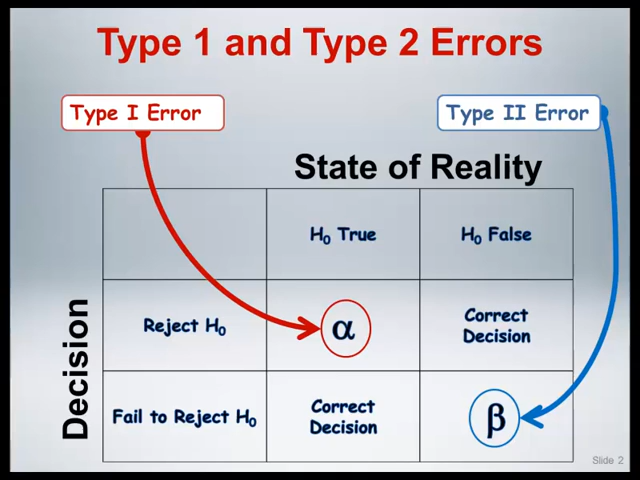 Type 1 and Type 2 Errors
Type I Error
Type II Error
State of Reality
H₀ True
H₀ False
Decision
Reject H₀
α
Correct
Decision
Fail to Reject H₀
Correct
Decision
β
Slide 2